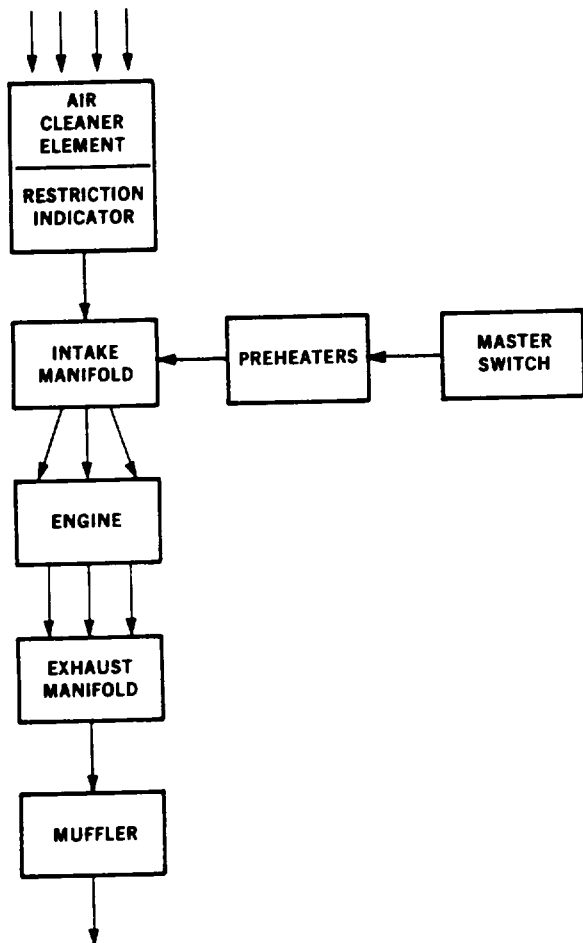 AIR
CLEANER
ELEMENT
RESTRICTION
INDICATOR
INTAKE
MANIFOLD
PREHEATERS
MASTER
SWITCH
ENGINE
EXHAUST
MANIFOLD
MUFFLER